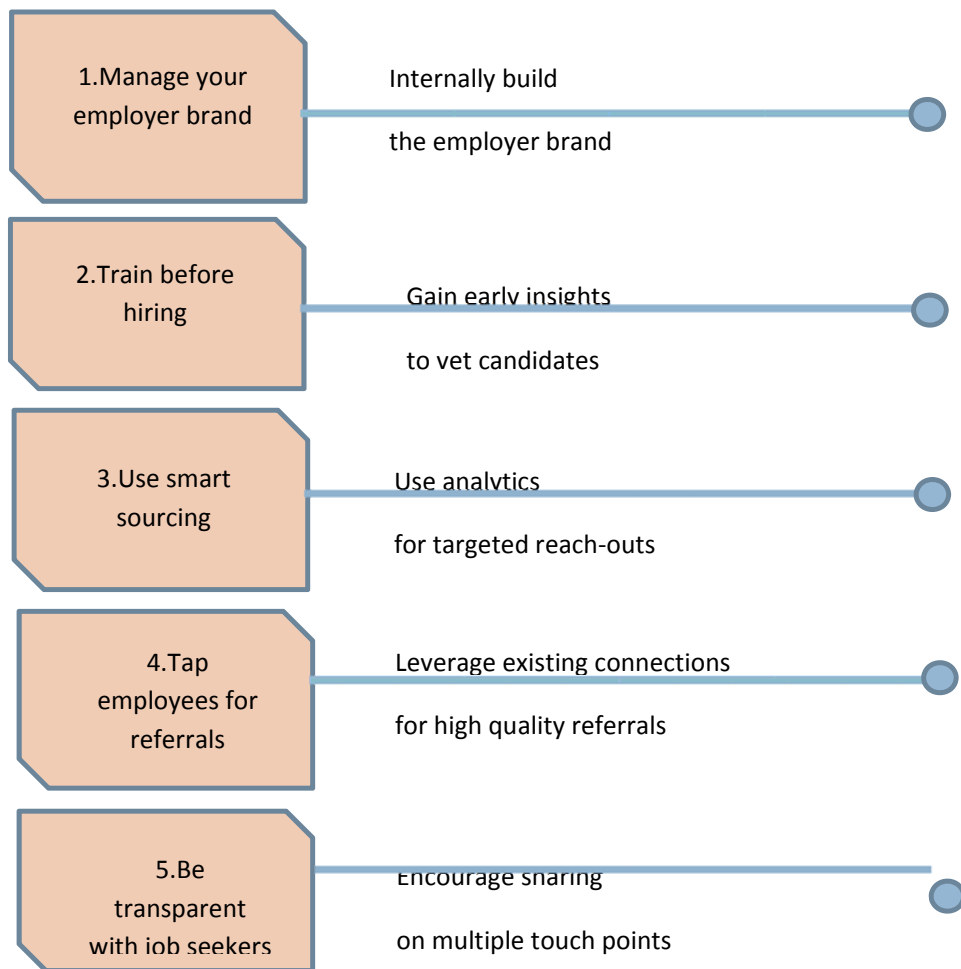 1.Manage your
employer brand
Internally build
the employer brand
2.Train before
hiring
Gain early insights
to vet candidates
3.Use smart
sourcing
Use analytics
for targeted reach-outs
4.Tap
employees for
referrals
Leverage existing connections
for high quality referrals
5.Be
transparent
with job seekers
Encourage sharing
on multiple touch points